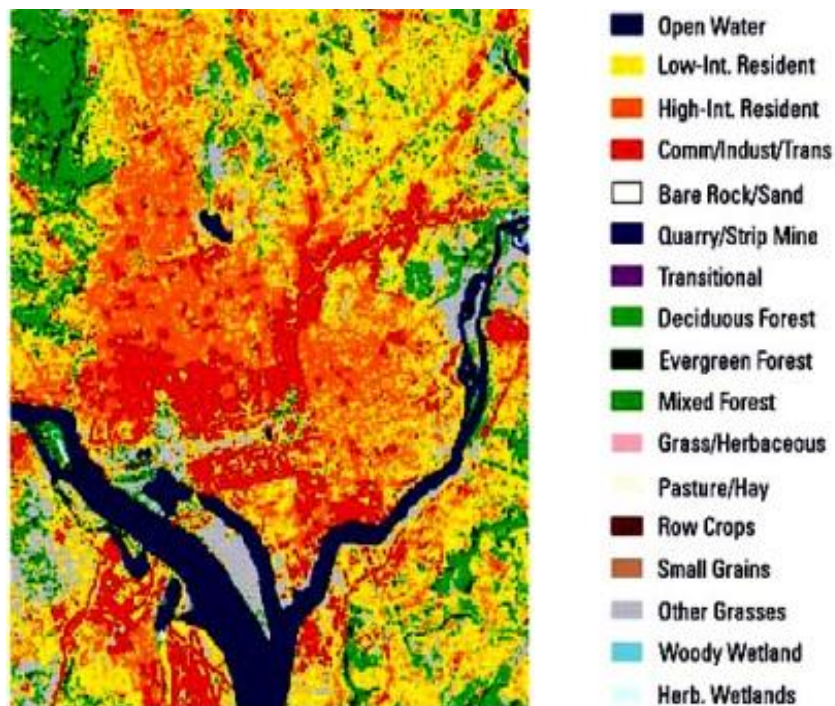 Open Water
Low-Int. Resident
High-Int. Resident
Comm/Indust/Trans
Bare Rock/Sand
Quarry/Strip Mine
Transitional
Deciduous Forest
Evergreen Forest
Mixed Forest
Grass/Herbaceous
Pasture/Hay
Row Crops
Small Grains
Other Grasses
Woody Wetland
Herb. Wetlands